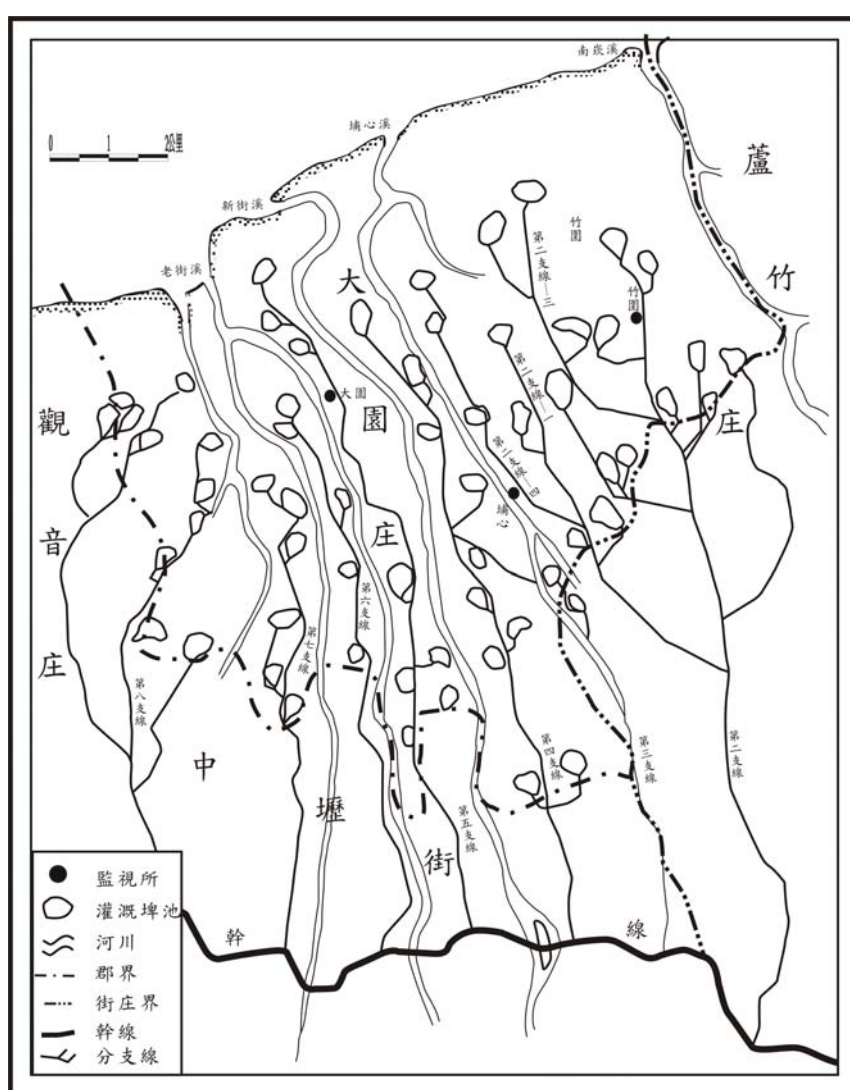 南崁溪
埔心溪
0 1 2公里
蘆
竹
庄
新街溪
老街溪
竹圍
竹圍
第二支線—三
第二支線—一
第二支線—四
大
園
庄
大園
埔心
觀
音
庄
第六支線
第七支線
第八支線
第四支線
第三支線
第二支線
第五支線
中
壢
街
幹
線
監視所
灌溉埤池
河川
郡界
街庄界
幹線
分支線